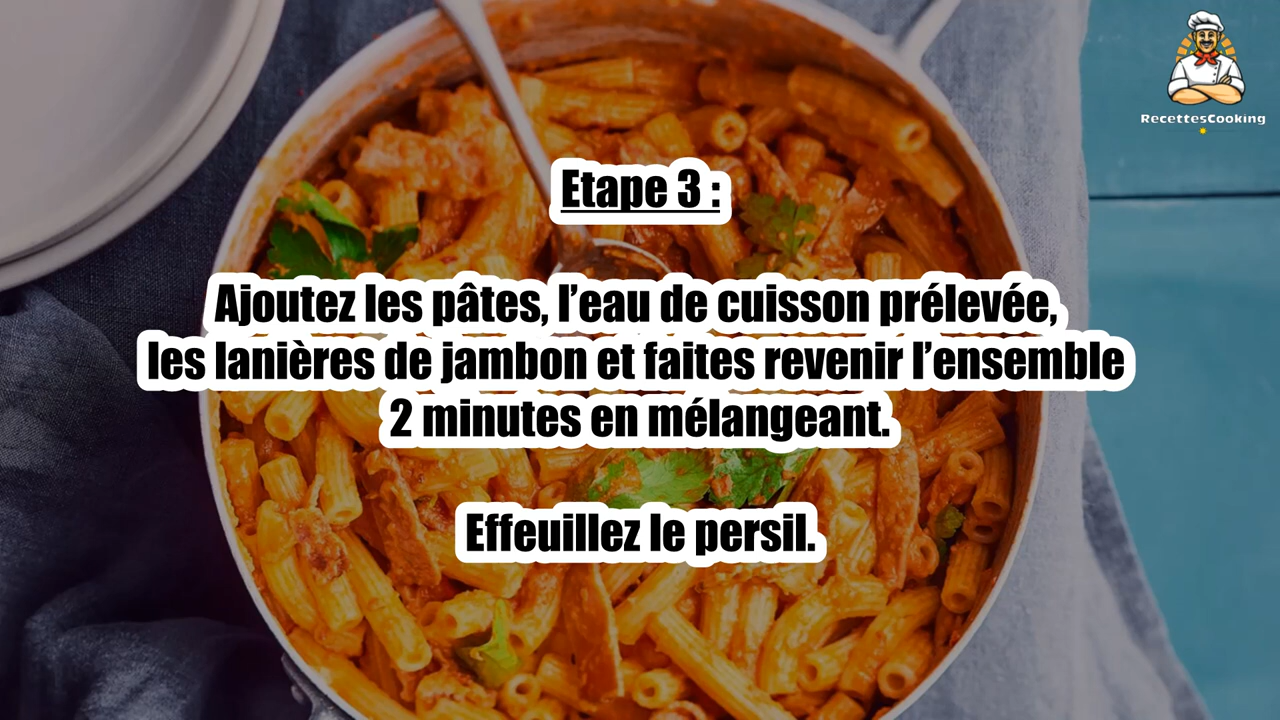 RecettesCooking
Etape 3 :
Ajoutez les pâtes, l’eau de cuisson prélevée,
les lanières de jambon et faites revenir l’ensemble
2 minutes en mélangeant.
Effeuillez le persil.